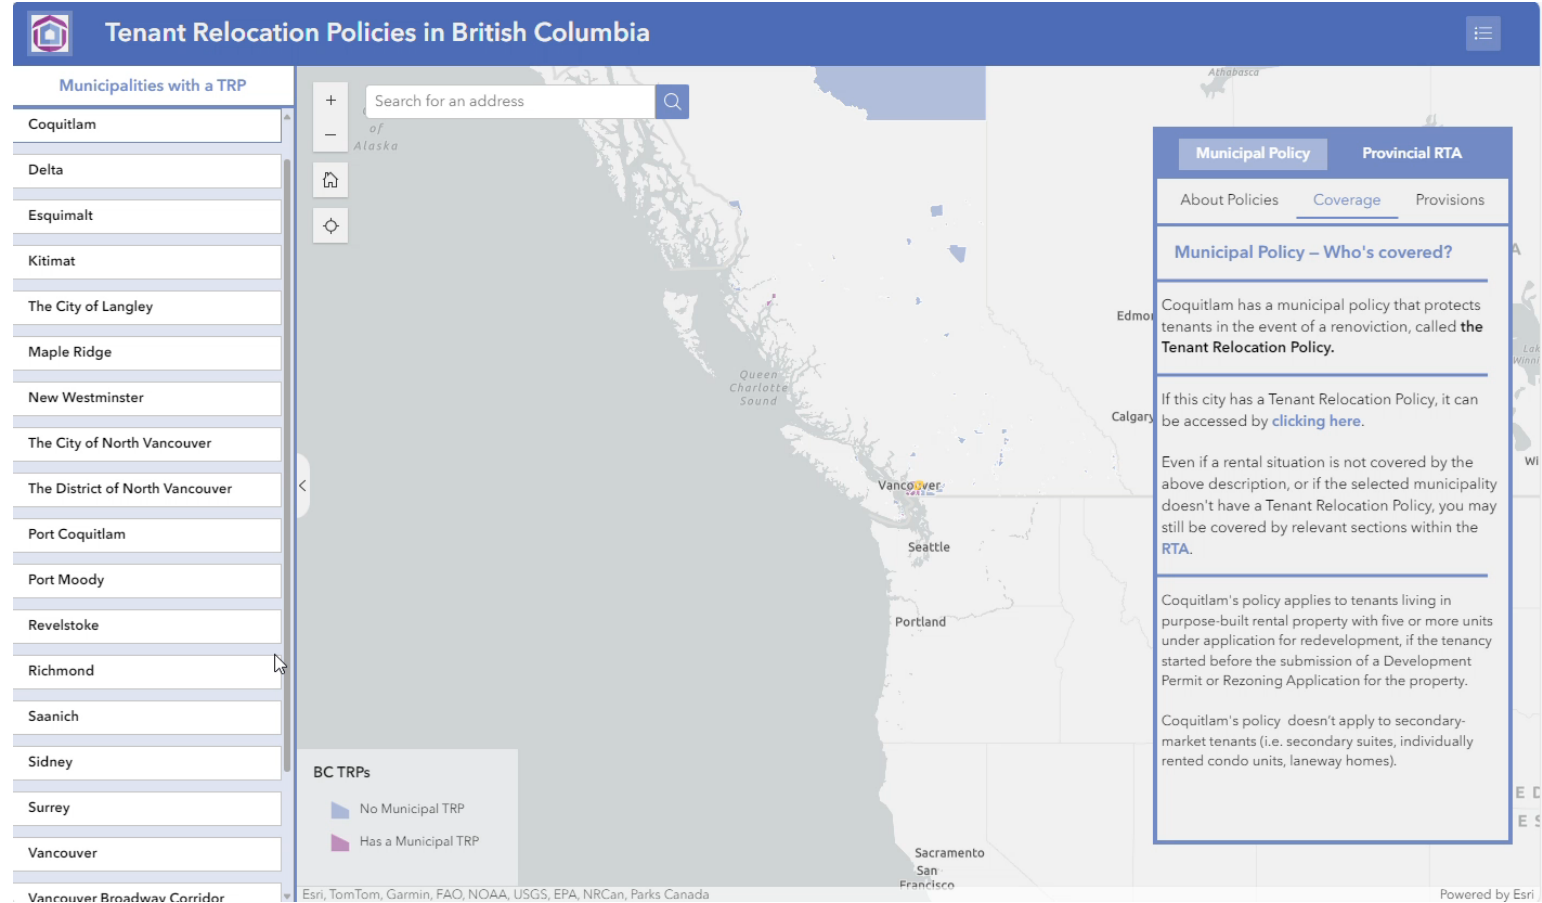 Tenant Relocation Policies in British Columbia
Municipalities with a TRP
Coquitlam
Delta
Esquimalt
Kitimat
The City of Langley
Maple Ridge
New Westminster
The City of North Vancouver
The District of North Vancouver
Port Coquitlam
Port Moody
Revelstoke
Richmond
Saanich
Sidney
Surrey
Vancouver
Vancouver Broadway Corridor
+
Search for an address
−
of
Alaska
Athabasca
Queen
Charlotte
Sound
Edmo
Calgary
Vancouver
Seattle
Portland
Sacramento
San
Francisco
A
Lak
Winni
Wi
E D
E S
BC TRPs
No Municipal TRP
Has a Municipal TRP
Esri, TomTom, Garmin, FAO, NOAA, USGS, EPA, NRCan, Parks Canada
Powered by Esri
Municipal Policy
Provincial RTA
About Policies
Coverage
Provisions
Municipal Policy – Who's covered?
Coquitlam has a municipal policy that protects
tenants in the event of a renoviction, called the
Tenant Relocation Policy.
If this city has a Tenant Relocation Policy, it can
be accessed by clicking here.
Even if a rental situation is not covered by the
above description, or if the selected municipality
doesn't have a Tenant Relocation Policy, you may
still be covered by relevant sections within the
RTA.
Coquitlam's policy applies to tenants living in
purpose-built rental property with five or more units
under application for redevelopment, if the tenancy
started before the submission of a Development
Permit or Rezoning Application for the property.
Coquitlam's policy doesn't apply to secondary-
market tenants (i.e. secondary suites, individually
rented condo units, laneway homes).